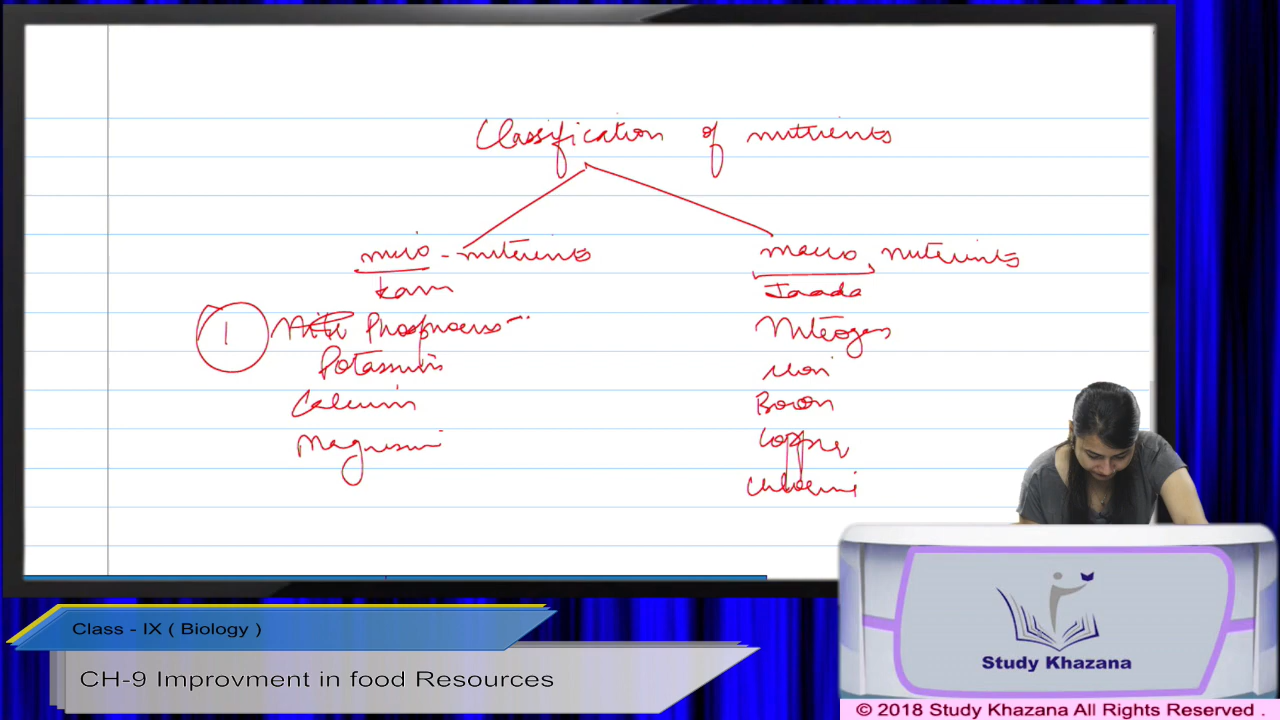 Classification of nutrients
micro - nutrients
macro nutrients
kam
Jaada
1
Phosphorus
Nitrogen
Potassium
Iron
Calcium
Boron
Magnesium
Copper
Chlorine
Class - IX ( Biology )
CH-9 Improvment in food Resources
Study Khazana
© 2018 Study Khazana All Rights Reserved .